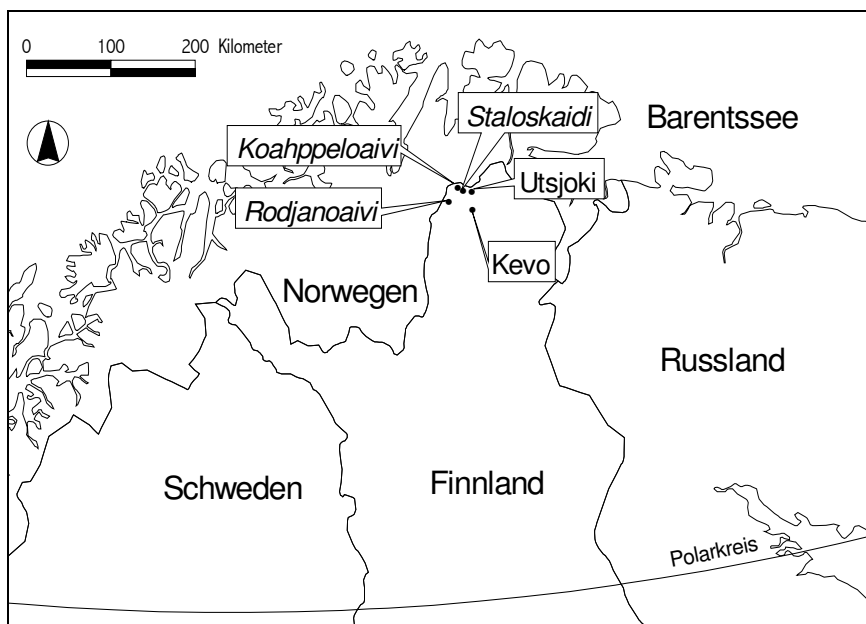 0 100 200 Kilometer
Staloskaidi
Barentssee
Koahppeloaivi
Utsjoki
Rodjanoaivi
Kevo
Norwegen
Russland
Schweden
Finnland
Polarkreis